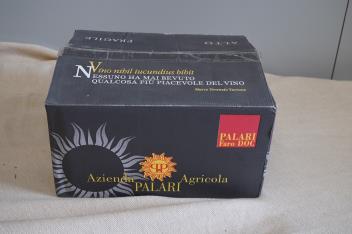 ALTO
FRAGILE
Vino nihil iucundius bibit
NESSUNO HA MAI BEVUTO
QUALCOSA PIÙ PIACEVOLE DEL VINO
Marco Terenzio Varrone
PALARI
Faro DOC
Azienda Agricola
PALARI